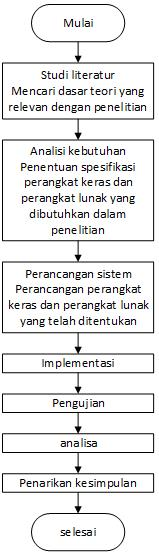 Mulai
Studi literatur
Mencari dasar teori yang
relevan dengan penelitian
Analisi kebutuhan
Penentuan spesifikasi
perangkat keras dan
perangkat lunak yang
dibutuhkan dalam
penelitian
Perancangan sistem
Perancangan perangkat
keras dan perangkat lunak
yang telah ditentukan
Implementasi
Pengujian
analisa
Penarikan kesimpulan
selesai